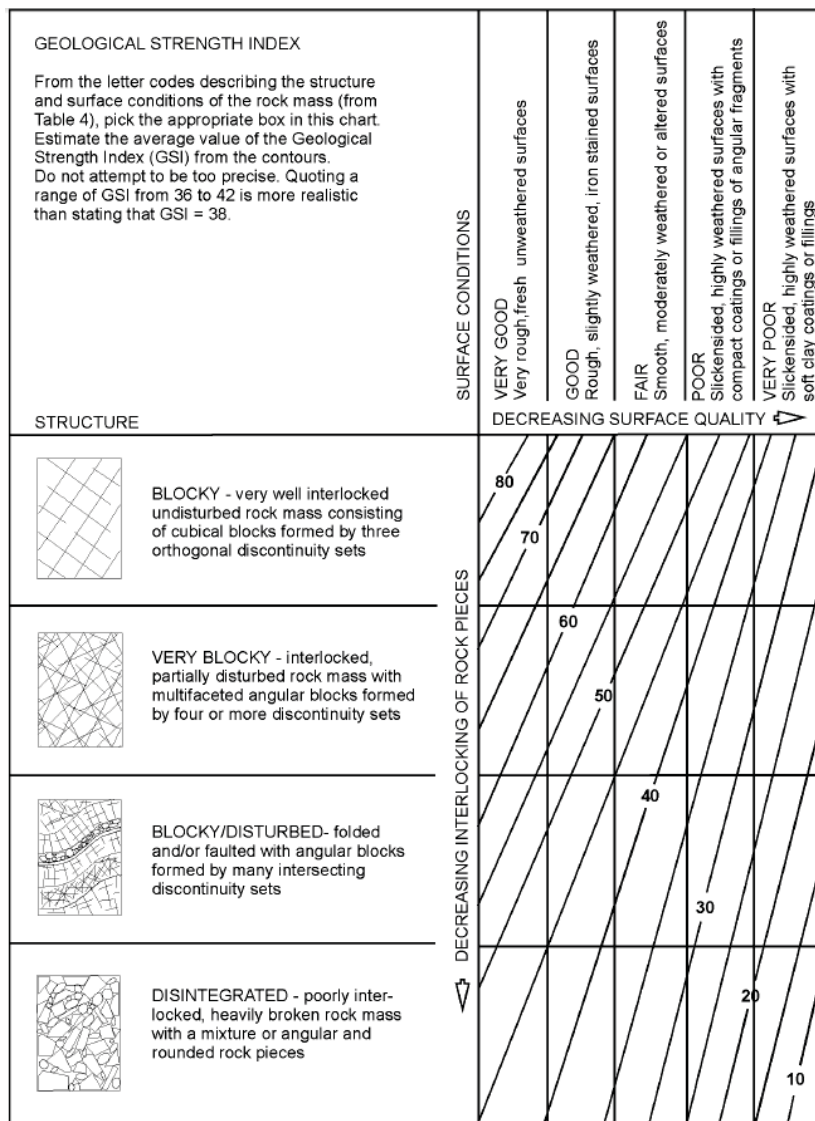 GEOLOGICAL STRENGTH INDEX
From the letter codes describing the structure
and surface conditions of the rock mass (from
Table 4), pick the appropriate box in this chart.
Estimate the average value of the Geological
Strength Index (GSI) from the contours.
Do not attempt to be too precise. Quoting a
range of GSI from 36 to 42 is more realistic
than stating that GSI = 38.
STRUCTURE
SURFACE CONDITIONS
VERY GOOD
Very rough,fresh unweathered surfaces
GOOD
Rough, slightly weathered, iron stained surfaces
FAIR
Smooth, moderately weathered or altered surfaces
POOR
Slickensided, highly weathered surfaces with
compact coatings or fillings of angular fragments
VERY POOR
Slickensided, highly weathered surfaces with
soft clay coatings or fillings
DECREASING SURFACE QUALITY
DECREASING INTERLOCKING OF ROCK PIECES
BLOCKY - very well interlocked
undisturbed rock mass consisting
of cubical blocks formed by three
orthogonal discontinuity sets
VERY BLOCKY - interlocked,
partially disturbed rock mass with
multifaceted angular blocks formed
by four or more discontinuity sets
BLOCKY/DISTURBED- folded
and/or faulted with angular blocks
formed by many intersecting
discontinuity sets
DISINTEGRATED - poorly inter-
locked, heavily broken rock mass
with a mixture or angular and
rounded rock pieces
80
70
60
50
40
30
20
10